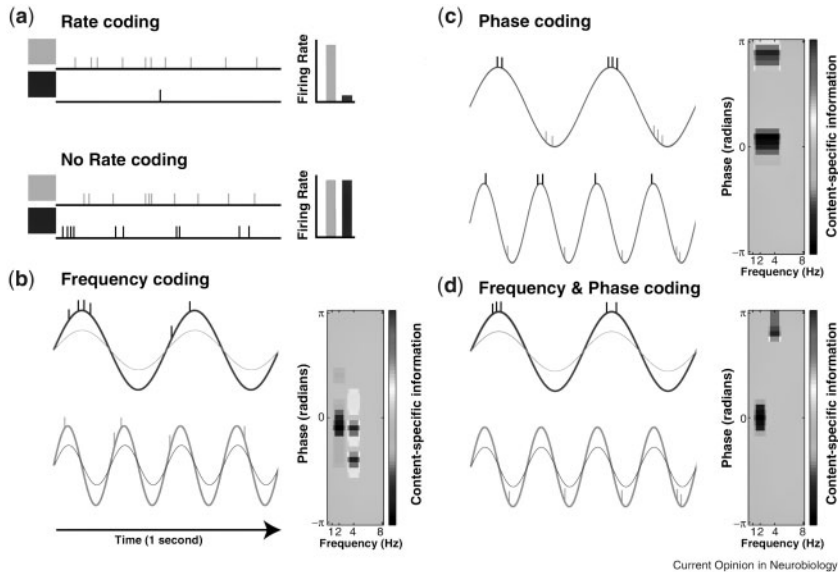 (a) Rate coding
Firing Rate
No Rate coding
Firing Rate
(b) Frequency coding
Time (1 second)
π
0
-π
Phase (radians)
12 4 8
Frequency (Hz)
Content-specific information
(c) Phase coding
π
0
-π
Phase (radians)
12 4 8
Frequency (Hz)
Content-specific information
(d) Frequency & Phase coding
π
0
-π
Phase (radians)
12 4 8
Frequency (Hz)
Content-specific information
Current Opinion in Neurobiology